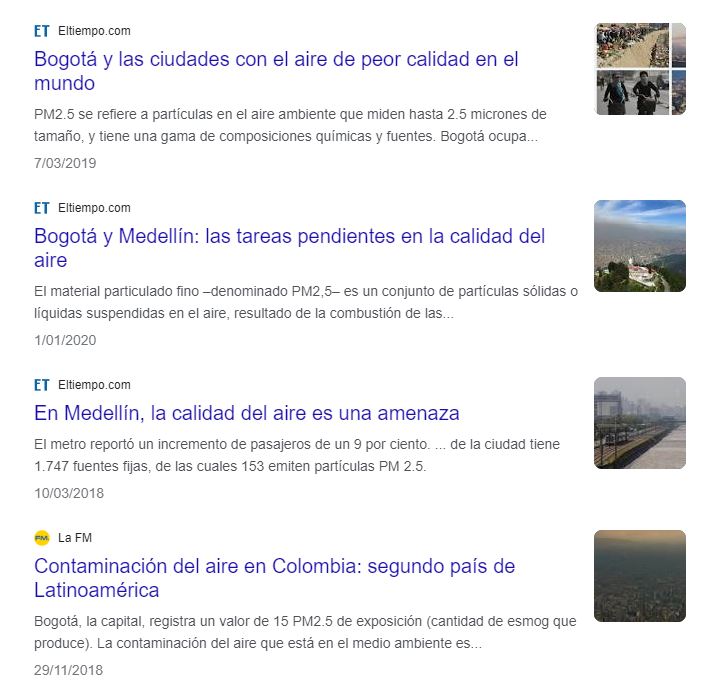 ET Eltiempo.com
Bogotá y las ciudades con el aire de peor calidad en el
mundo
PM2.5 se refiere a partículas en el aire ambiente que miden hasta 2.5 micrones de
tamaño, y tiene una gama de composiciones químicas y fuentes. Bogotá ocupa...
7/03/2019
ET Eltiempo.com
Bogotá y Medellín: las tareas pendientes en la calidad del
aire
El material particulado fino –denominado PM2,5– es un conjunto de partículas sólidas o
líquidas suspendidas en el aire, resultado de la combustión de las...
1/01/2020
ET Eltiempo.com
En Medellín, la calidad del aire es una amenaza
El metro reportó un incremento de pasajeros de un 9 por ciento. ... de la ciudad tiene
1.747 fuentes fijas, de las cuales 153 emiten partículas PM 2.5.
10/03/2018
FM La FM
Contaminación del aire en Colombia: segundo país de
Latinoamérica
Bogotá, la capital, registra un valor de 15 PM2.5 de exposición (cantidad de esmog que
produce). La contaminación del aire que está en el medio ambiente es...
29/11/2018